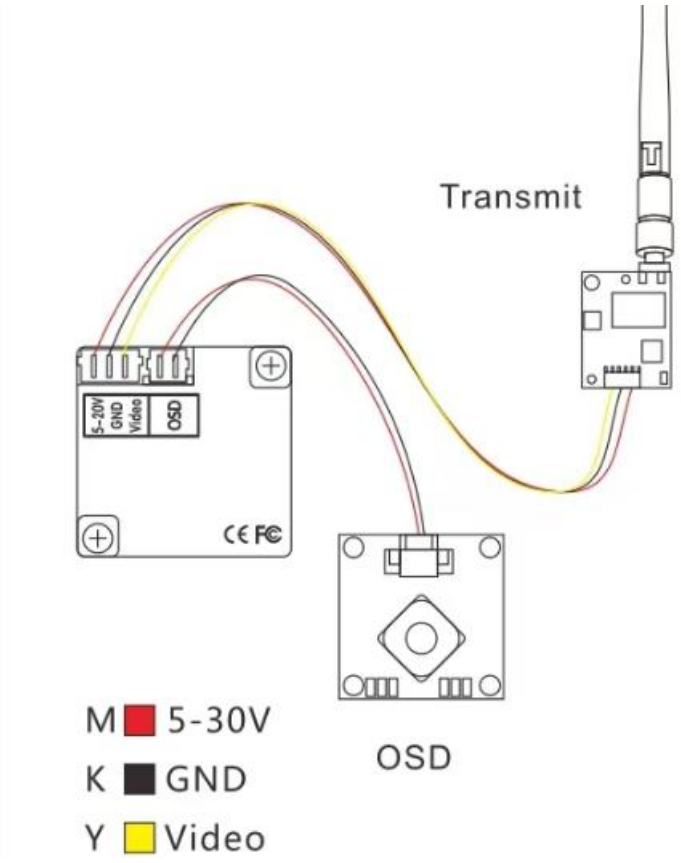 Transmit
5-20V
GND
Video
OSD
CE FC
OSD
M 5-30V
K GND
Y Video